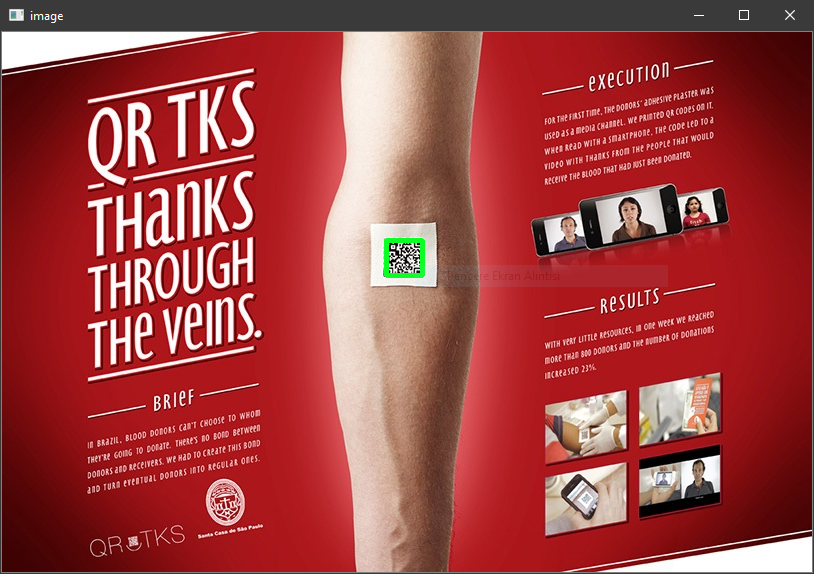 image
QR TKS
THANKS
THROUGH
THE VEINS.
BRIEF
IN BRAZIL, BLOOD DONORS CAN'T CHOOSE TO WHOM
THEY'RE GOING TO DONATE. THERE'S NO BOND BETWEEN
DONORS AND RECEIVERS. WE HAD TO CREATE THIS BOND
AND TURN EVENTUAL DONORS INTO REGULAR ONES.
QR TKS
Santa Casa de São Paulo
Pencere Ekran Alıntısı
EXECUTION
FOR THE FIRST TIME, THE DONORS' ADHESIVE PLASTER WAS
USED AS A MEDIA CHANNEL. WE PRINTED QR CODES ON IT.
WHEN READ WITH A SMARTPHONE, THE CODE LED TO A
VIDEO WITH THANKS FROM THE PEOPLE THAT WOULD
RECEIVE THE BLOOD THAT HAD JUST BEEN DONATED.
RESULTS
WITH VERY LITTLE RESOURCES, IN ONE WEEK WE REACHED
MORE THAN 800 DONORS AND THE NUMBER OF DONATIONS
INCREASED 23%.